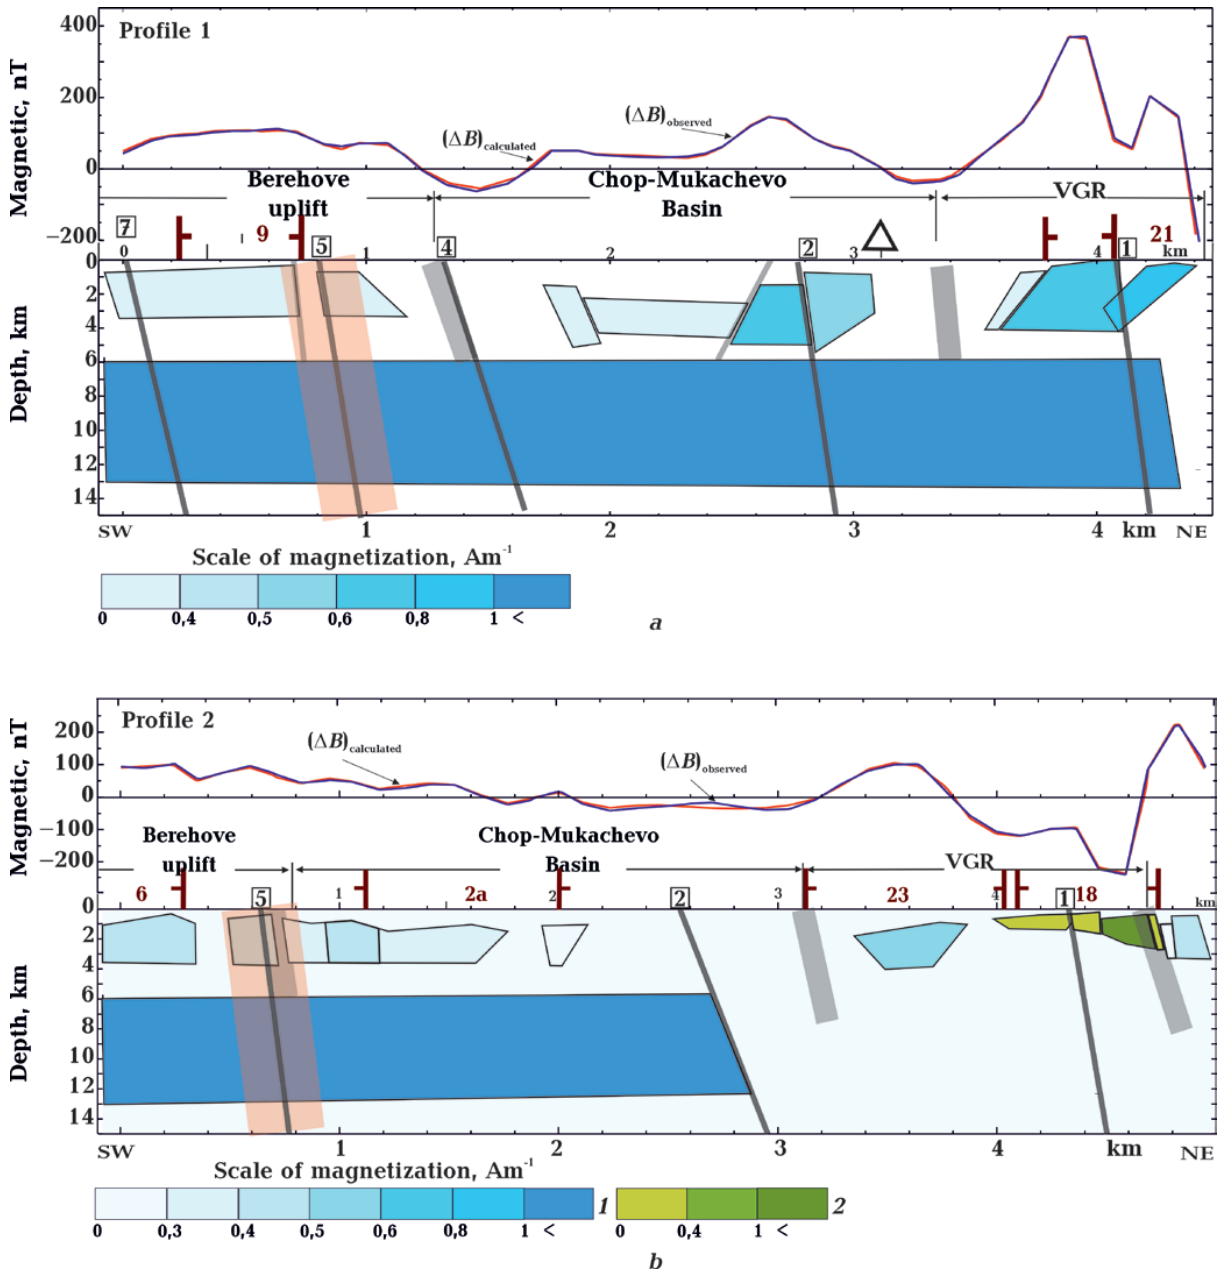 Profile 1
Magnetic, nT
400
200
0
−200
(ΔB)calculated
(ΔB)observed
Berehove
uplift
Chop-Mukachevo
Basin
VGR
7
9
5
4
2
1
21
0
1
2
3
4
km
Depth, km
0
2
4
6
8
10
12
14
SW
1
2
3
4
km
NE
Scale of magnetization, Am-1
0
0,4
0,5
0,6
0,8
1 <
a
Profile 2
Magnetic, nT
200
100
0
−100
−200
(ΔB)calculated
(ΔB)observed
Berehove
uplift
Chop-Mukachevo
Basin
VGR
6
5
1
2a
2
2
3
23
4
1
18
km
Depth, km
0
2
4
6
8
10
12
14
SW
1
2
3
4
km
NE
Scale of magnetization, Am-1
0
0,3
0,4
0,5
0,6
0,8
1 <
1
0
0,4
1 <
2
b